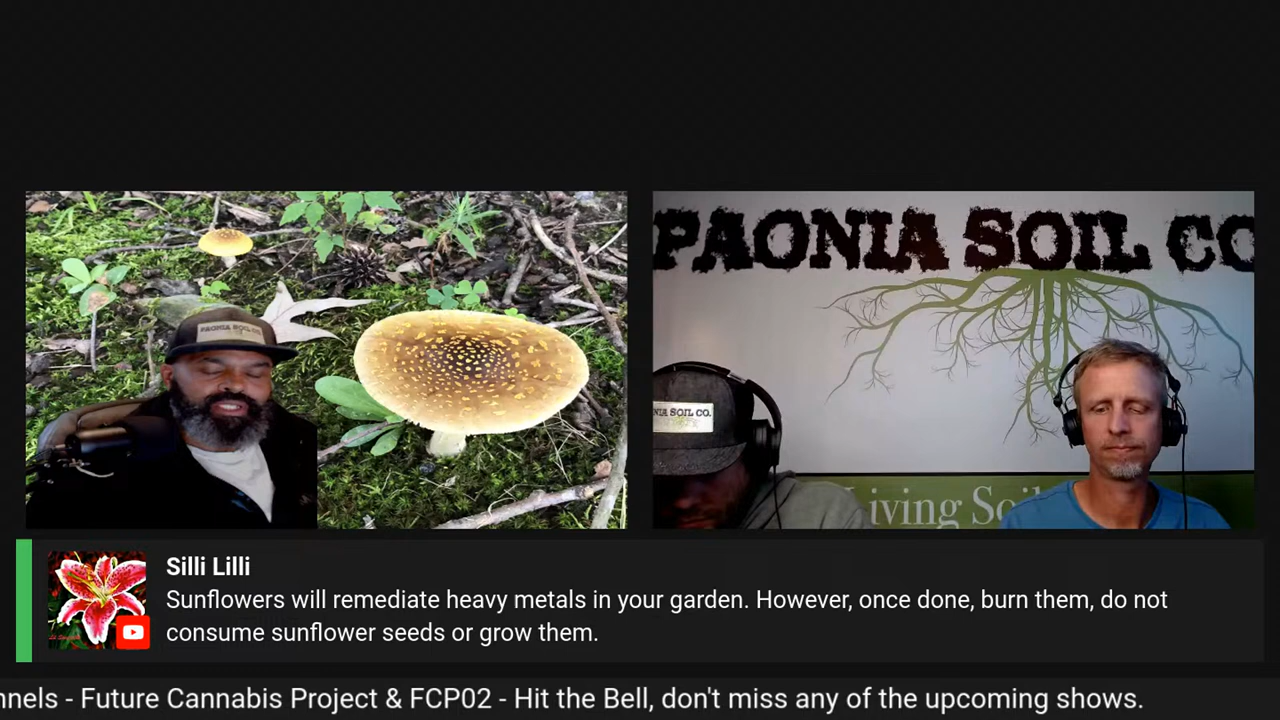 PAONIA SOIL CO
PAONIA SOIL CO.
NIA SOIL CO.
Living Soil
Silli Lilli
Sunflowers will remediate heavy metals in your garden. However, once done, burn them, do not
consume sunflower seeds or grow them.
nnels - Future Cannabis Project & FCP02 - Hit the Bell, don't miss any of the upcoming shows.